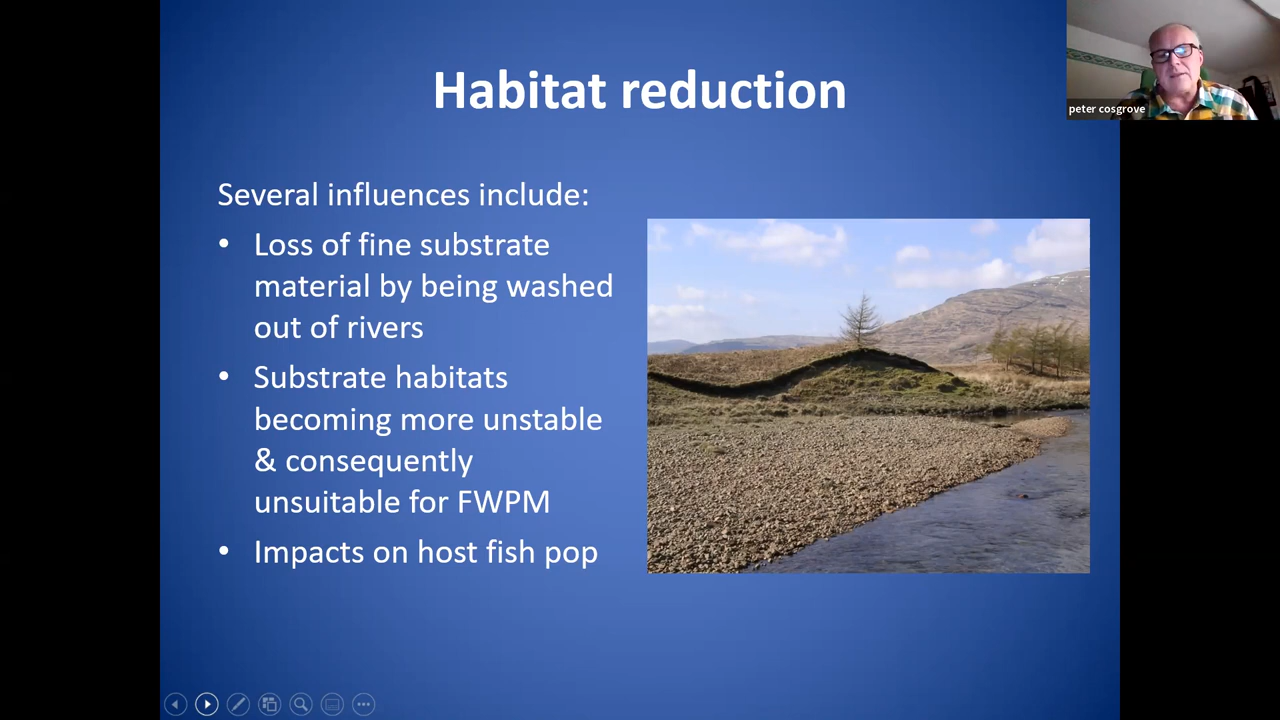 Habitat reduction
peter cosgrove
Several influences include:
• Loss of fine substrate
material by being washed
out of rivers
• Substrate habitats
becoming more unstable
& consequently
unsuitable for FWPM
• Impacts on host fish pop